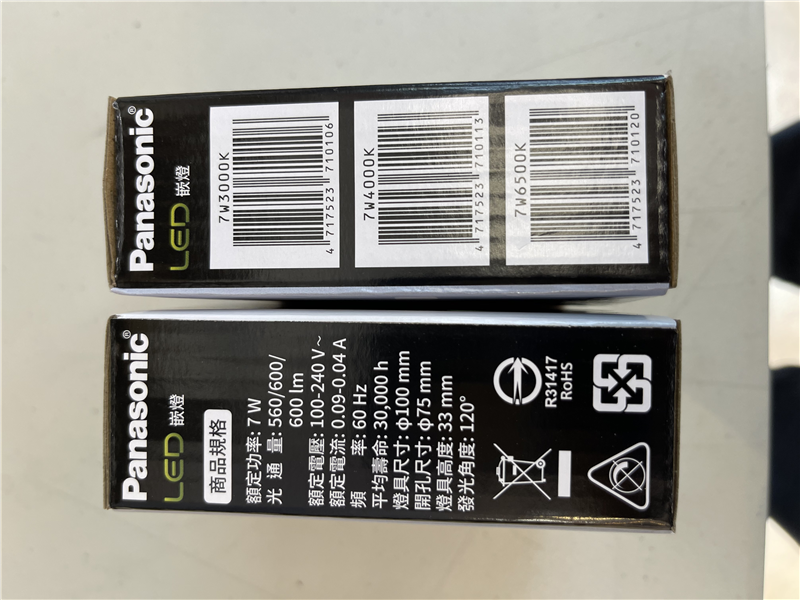 Panasonic®
LED 嵌燈
7W3000K
4 717523 710106
7W4000K
4 717523 710113
7W6500K
4 717523 710120
Panasonic®
LED 嵌燈
商品規格
額定功率: 7 W
光通量: 560/600/
600 lm
額定電壓: 100-240 V~
額定電流: 0.09-0.04 A
頻率: 60 Hz
平均壽命: 30,000 h
燈具尺寸: ϕ100 mm
開孔尺寸: ϕ75 mm
燈具高度: 33 mm
發光角度: 120°
R31417
RoHS